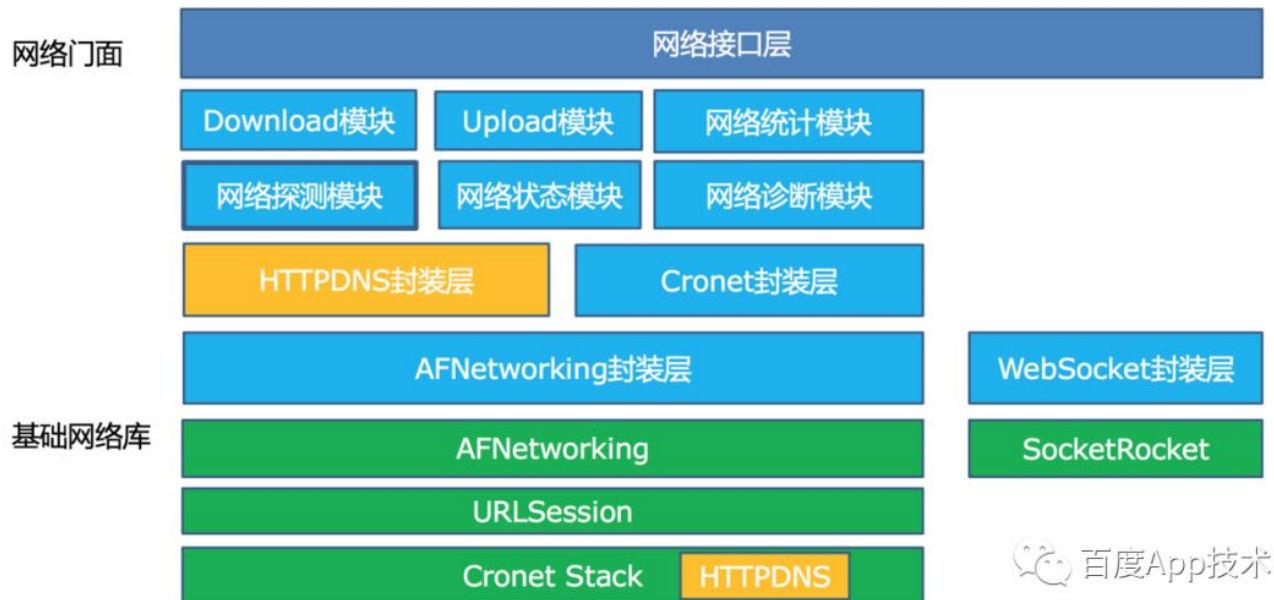 网络门面
网络接口层
Download模块
Upload模块
网络统计模块
网络探测模块
网络状态模块
网络诊断模块
HTTPDNS封装层
Cronet封装层
AFNetworking封装层
WebSocket封装层
基础网络库
AFNetworking
SocketRocket
URLSession
Cronet Stack
HTTPDNS
百度App技术